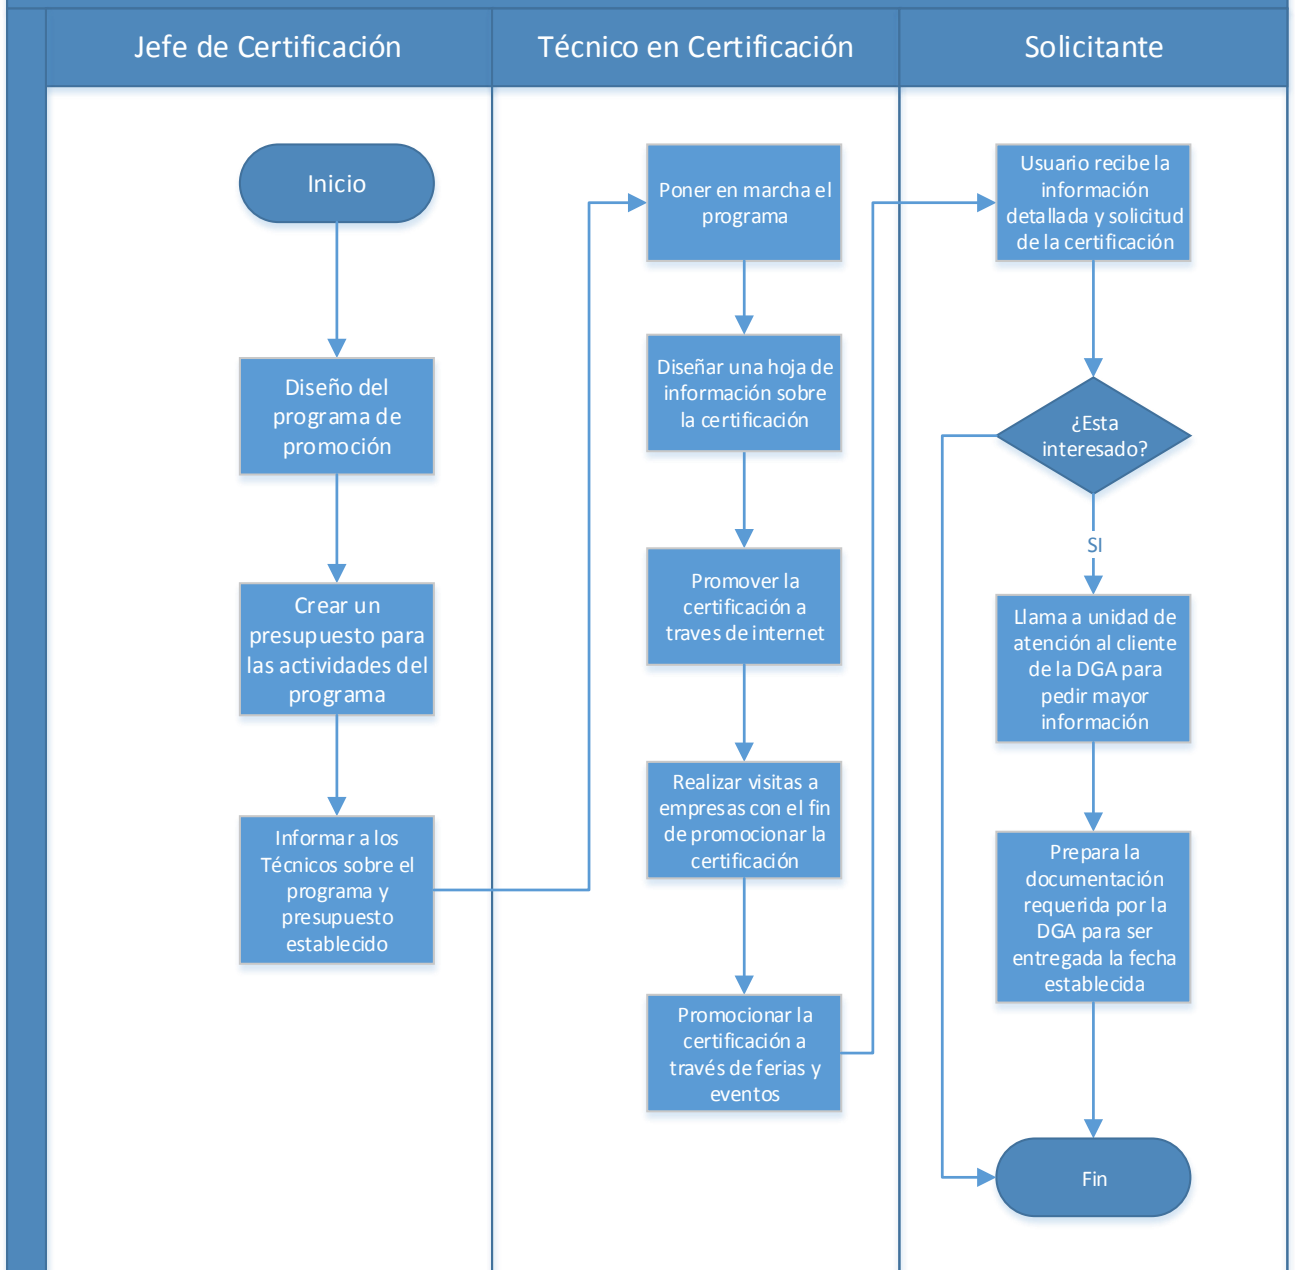 Jefe de Certificación
Técnico en Certificación
Solicitante
Inicio
Diseño del
programa de
promoción
Crear un
presupuesto para
las actividades del
programa
Informar a los
Técnicos sobre el
programa y
presupuesto
establecido
Poner en marcha el
programa
Diseñar una hoja de
información sobre
la certificación
Promover la
certificación a
traves de internet
Realizar visitas a
empresas con el fin
de promocionar la
certificación
Promocionar la
certificación a
través de ferias y
eventos
Usuario recibe la
información
detallada y solicitud
de la certificación
¿Esta
interesado?
SI
Llama a unidad de
atención al cliente
de la DGA para
pedir mayor
información
Prepara la
documentación
requerida por la
DGA para ser
entregada la fecha
establecida
Fin